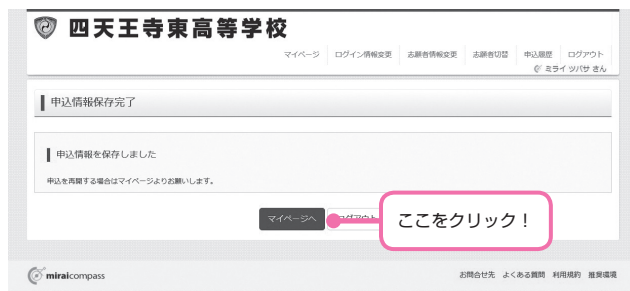 四天王寺東高等学校
マイページ ログイン情報変更 志願者情報変更 志願者切替 申込履歴 ログアウト
ミライ ツバサ さん
申込情報保存完了
申込情報を保存しました
申込を再開する場合はマイページよりお願いします。
マイページへ ログアウト ここをクリック！
miraicompass お問合せ先 よくある質問 利用規約 推奨環境